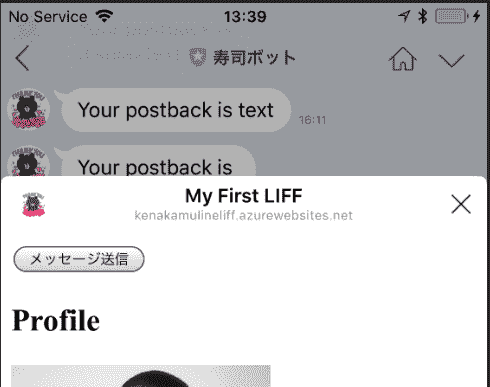 No Service 13:39
寿司ボット
Your postback is text
16:11
Your postback is
My First LIFF
kenakamulineliff.azurewebsites.net
メッセージ送信
Profile